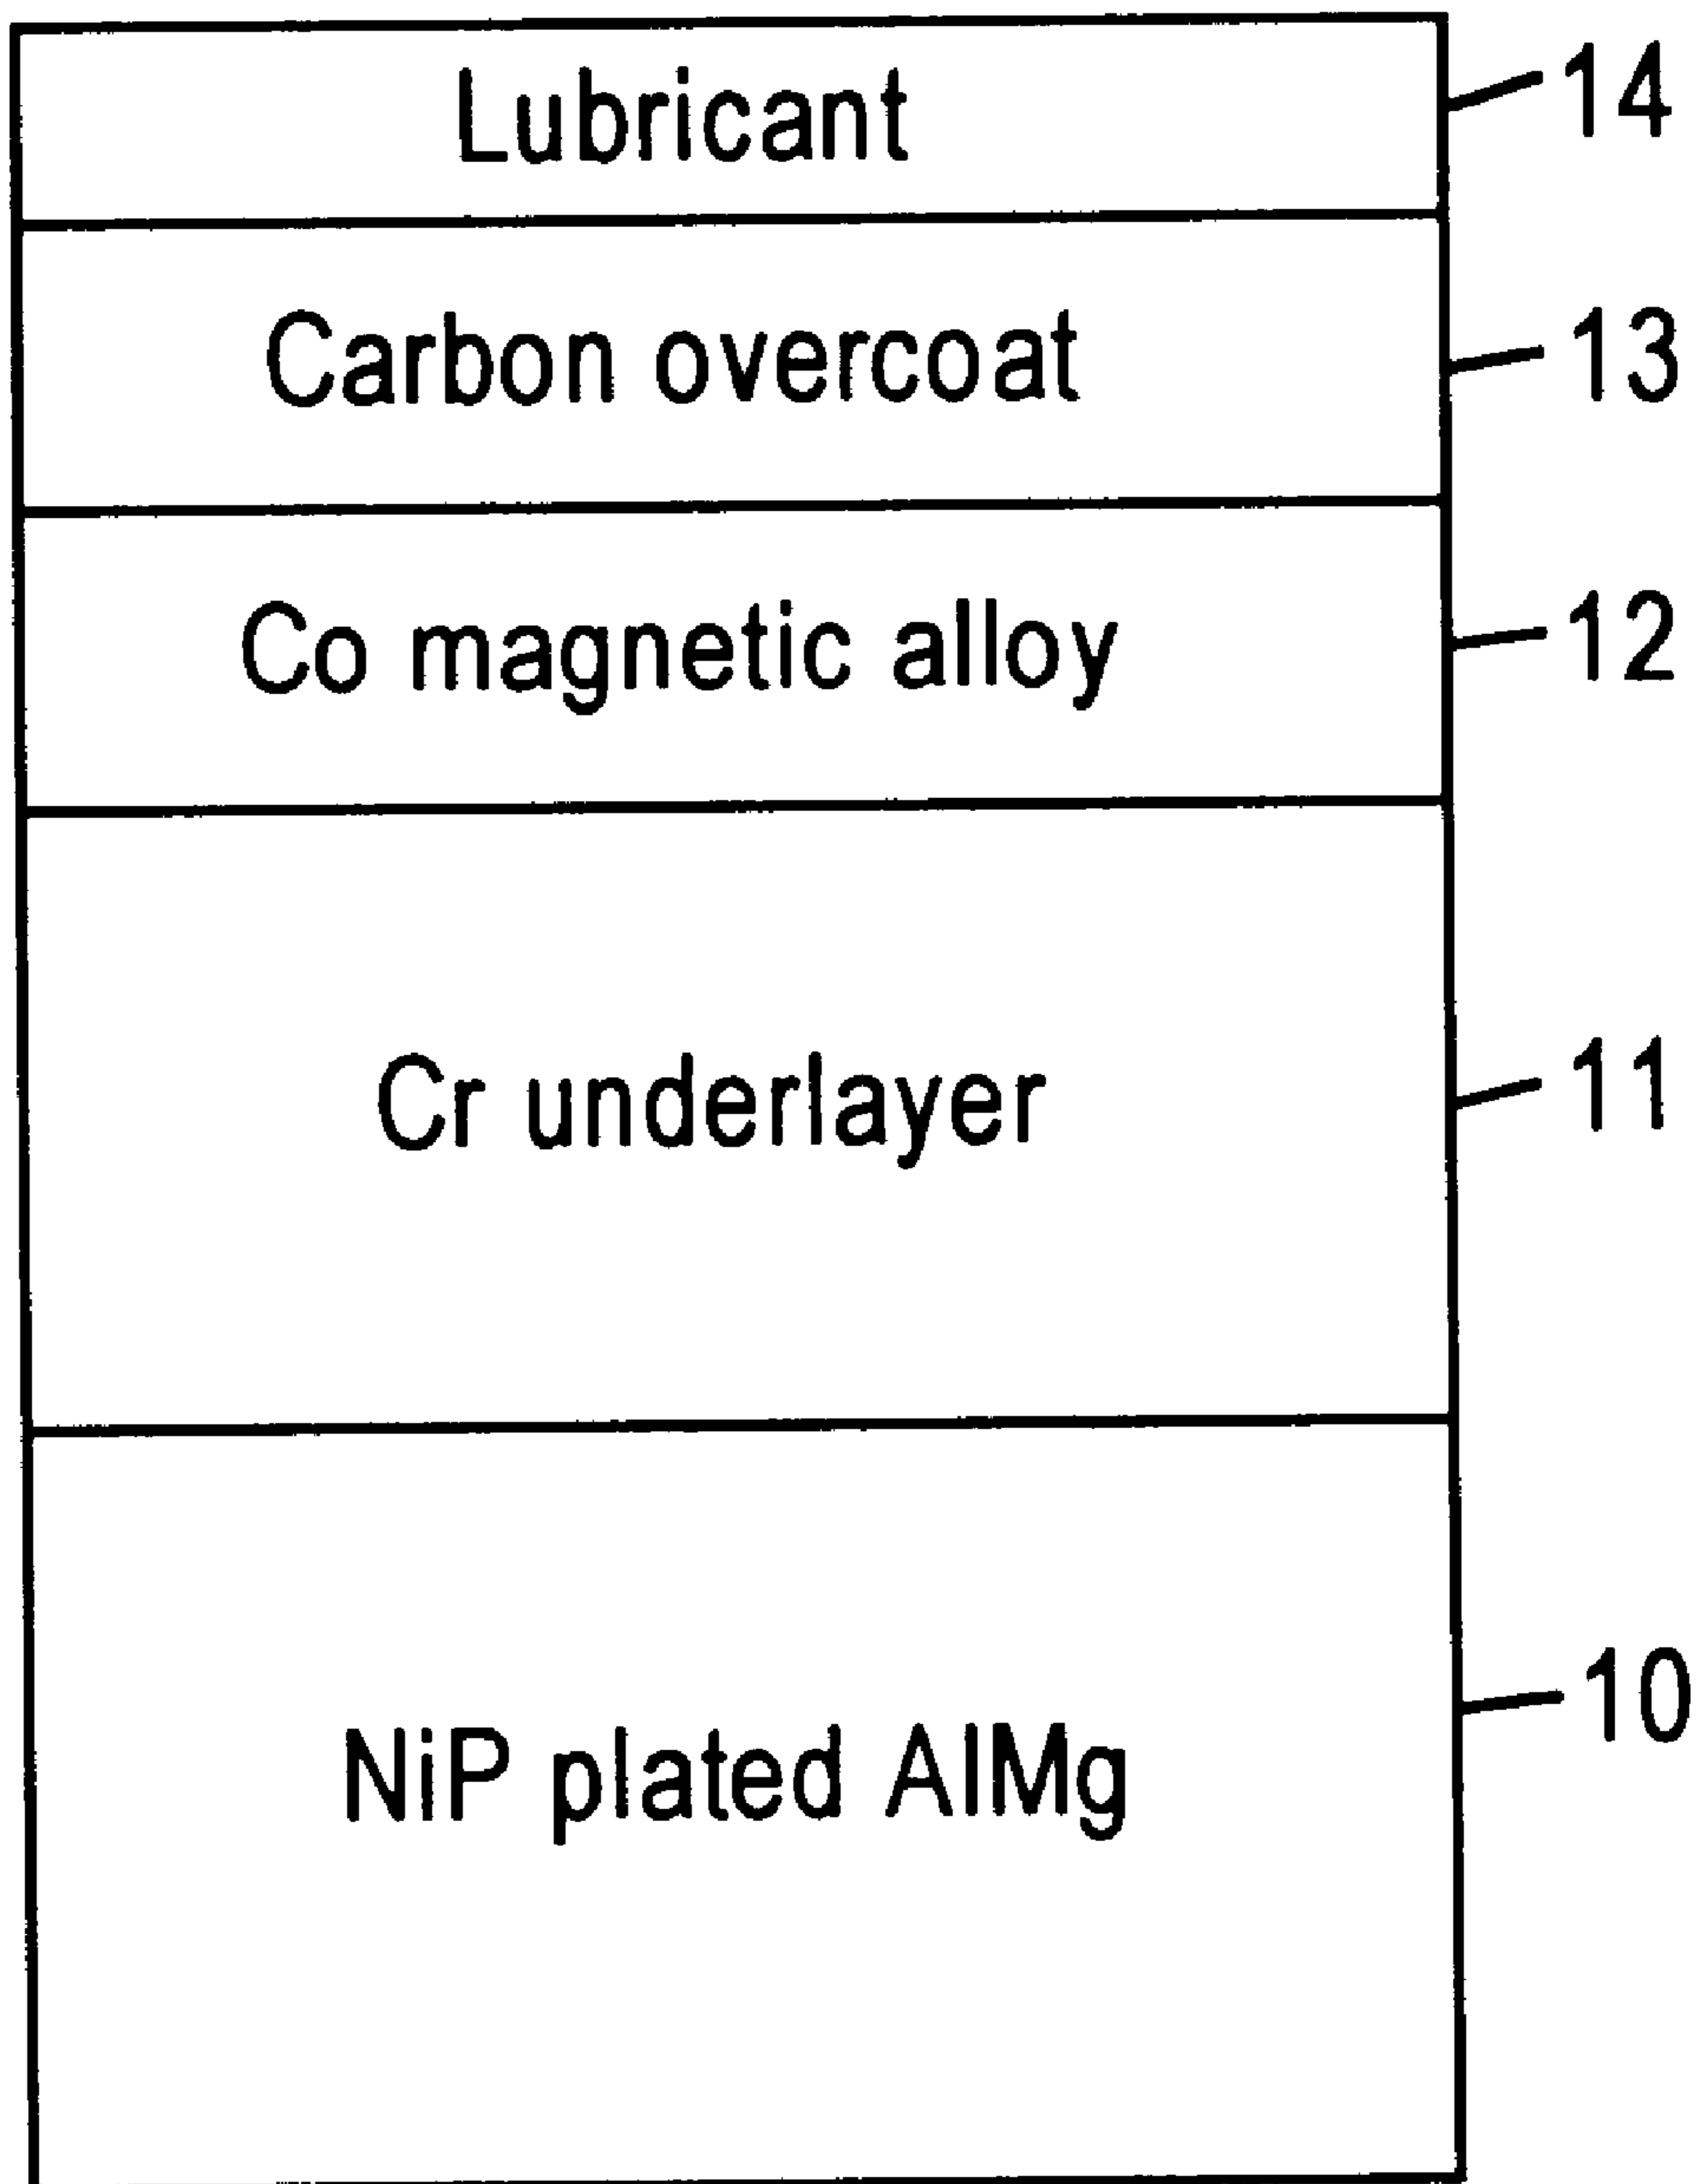 Lubricant 14
Carbon overcoat 13
Co magnetic alloy 12
Cr underlayer 11
NiP plated AlMg 10